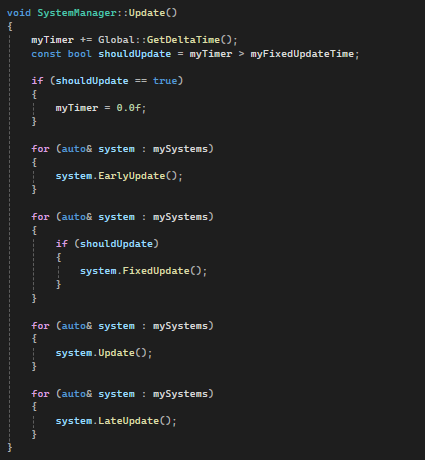 void SystemManager::Update()
{
    myTimer += Global::GetDeltaTime();
    const bool shouldUpdate = myTimer > myFixedUpdateTime;
    if (shouldUpdate == true)
    {
        myTimer = 0.0f;
    }
    for (auto& system : mySystems)
    {
        system.EarlyUpdate();
    }
    for (auto& system : mySystems)
    {
        if (shouldUpdate)
        {
            system.FixedUpdate();
        }
    }
    for (auto& system : mySystems)
    {
        system.Update();
    }
    for (auto& system : mySystems)
    {
        system.LateUpdate();
    }
}